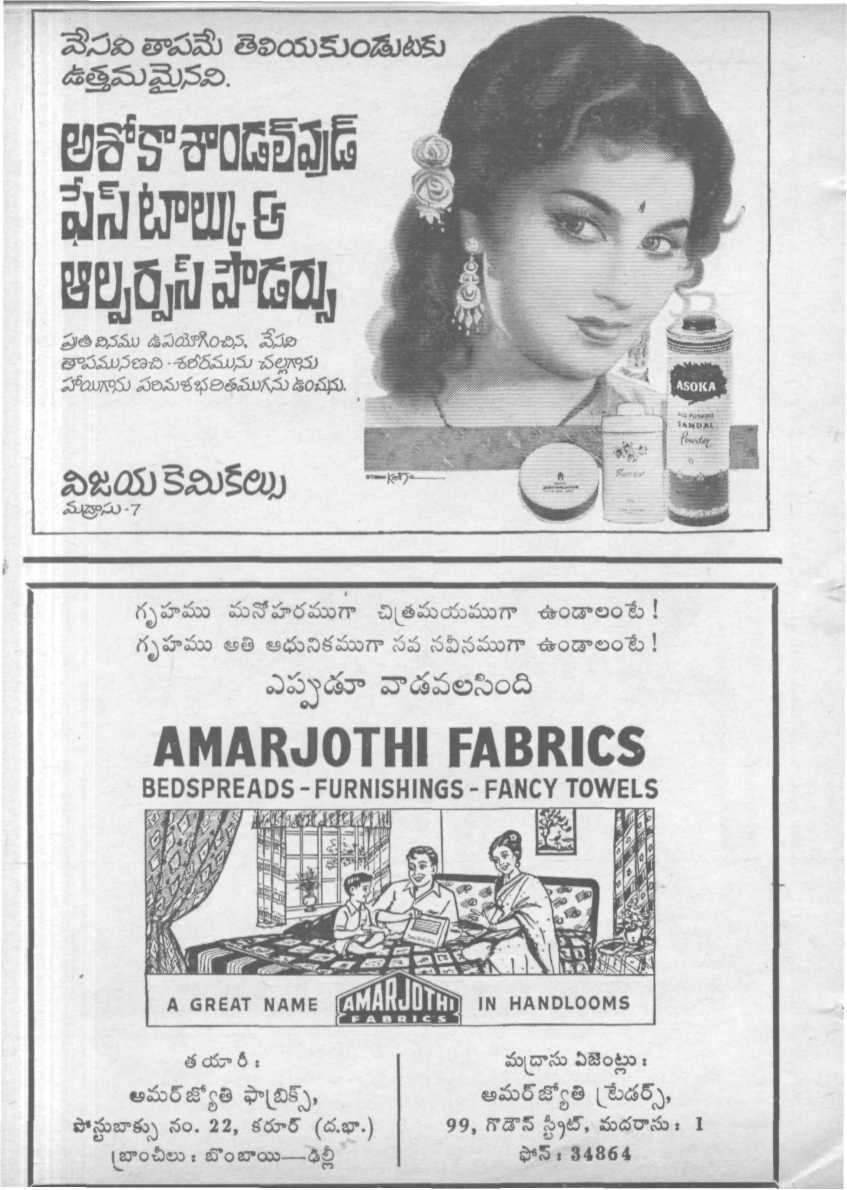 వేసవి తాపమే తెలియకుండుటకు
ఉత్తమమైనవి.
అశోకా శాండల్‌వుడ్
ఫేస్ టాల్కు &
ఆల్పర్పస్ పౌడర్సు
ప్రతి దినము ఉపయోగించిన, వేసవి
తాపమునణచి - శరీరమును చల్లగాను
హాయిగాను పరిమళభరితముగను ఉంచును.
విజయ కెమికల్సు
మద్రాసు - 7
ASOKA
ALL PURPOSE
SANDAL
Powder
గృహము మనోహరముగా చిత్రమయముగా ఉండాలంటే !
గృహము అతి ఆధునికముగా నవ నవీనముగా ఉండాలంటే !
ఎప్పుడూ వాడవలసింది
AMARJOTHI FABRICS
BEDSPREADS - FURNISHINGS - FANCY TOWELS
A GREAT NAME AMARJOTHI IN HANDLOOMS
FABRICS
తయారీ :
అమర్‌జ్యోతి ఫాబ్రిక్స్,
పోస్టుబాక్సు నం. 22, కరూర్ (ద.భా.)
బ్రాంచీలు : బొంబాయి—ఢిల్లీ
మద్రాసు ఏజెంట్లు :
అమర్‌జ్యోతి ట్రేడర్స్,
99, గొడౌన్ స్ట్రీట్, మదరాసు : 1
ఫోన్ : 34864